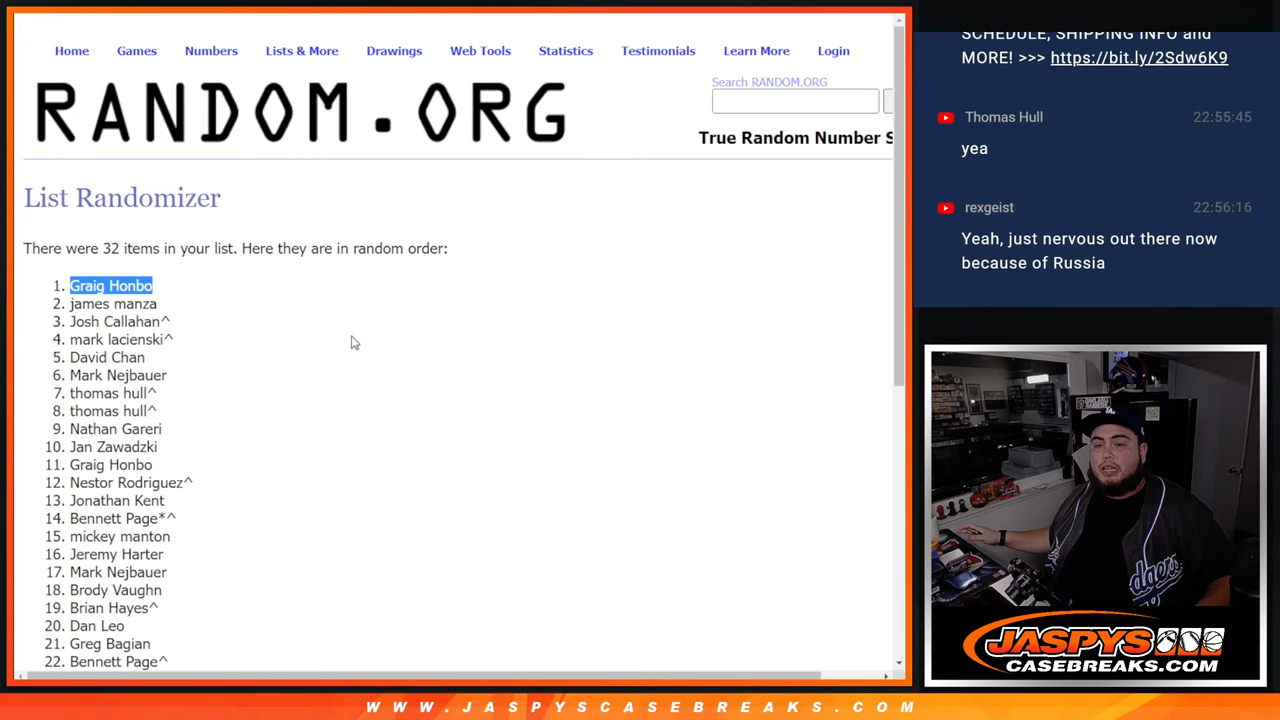 Home Games Numbers Lists & More Drawings Web Tools Statistics Testimonials Learn More Login
RANDOM.ORG
Search RANDOM.ORG
True Random Number S
List Randomizer
There were 32 items in your list. Here they are in random order:
1. Graig Honbo
2. james manza
3. Josh Callahan^
4. mark lacienski^
5. David Chan
6. Mark Nejbauer
7. thomas hull^
8. thomas hull^
9. Nathan Gareri
10. Jan Zawadzki
11. Graig Honbo
12. Nestor Rodriguez^
13. Jonathan Kent
14. Bennett Page*^
15. mickey manton
16. Jeremy Harter
17. Mark Nejbauer
18. Brody Vaughn
19. Brian Hayes^
20. Dan Leo
21. Greg Bagian
22. Bennett Page^
SCHEDULE, SHIPPING INFO and
MORE! >>> https://bit.ly/2Sdw6K9
Thomas Hull 22:55:45
yea
rexgeist 22:56:16
Yeah, just nervous out there now
because of Russia
JASPYS
CASEBREAKS.COM
WWW.JASPYSCASEBREAKS.COM